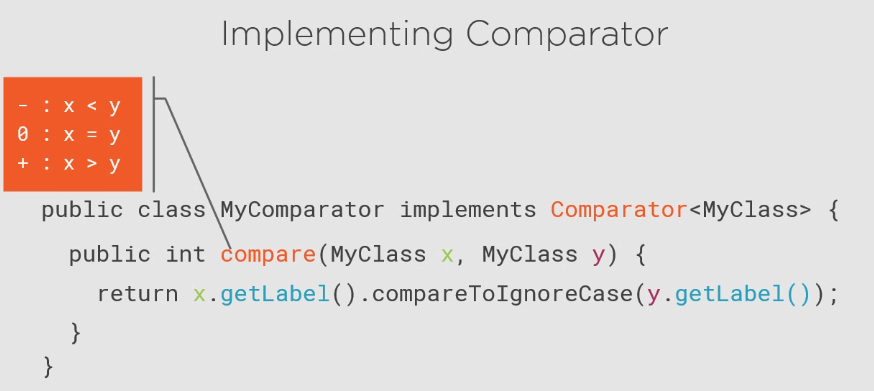 Implementing Comparator
- : x < y
0 : x = y
+ : x > y
public class MyComparator implements Comparator<MyClass> {
public int compare(MyClass x, MyClass y) {
return x.getLabel().compareToIgnoreCase(y.getLabel());
}
}